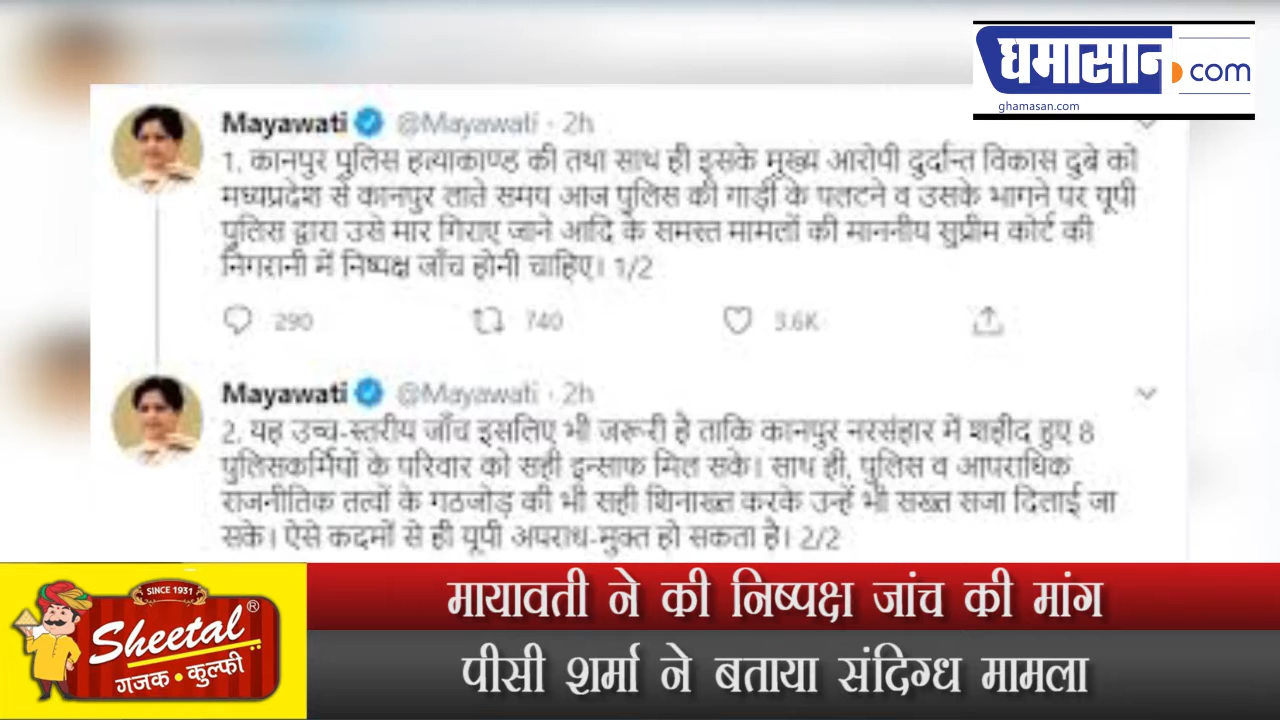 घमासान.com
ghamasan.com
Mayawati @Mayawati · 2h
1. कानपुर पुलिस हत्याकाण्ड की तथा साथ ही इसके मुख्य आरोपी दुर्दान्त विकास दुबे को
मध्यप्रदेश से कानपुर लाते समय आज पुलिस की गाड़ी के पलटने व उसके भागने पर यूपी
पुलिस द्वारा उसे मार गिराए जाने आदि के समस्त मामलों की माननीय सुप्रीम कोर्ट की
निगरानी में निष्पक्ष जाँच होनी चाहिए। 1/2
290 740 3.6K
Mayawati @Mayawati · 2h
2. यह उच्च-स्तरीय जाँच इसलिए भी जरूरी है ताकि कानपुर नरसंहार में शहीद हुए 8
पुलिसकर्मियों के परिवार को सही इन्साफ मिल सके। साथ ही, पुलिस व आपराधिक
राजनीतिक तत्वों के गठजोड़ की भी सही शिनाख्त करके उन्हें भी सख्त सजा दिलाई जा
सके। ऐसे कदमों से ही यूपी अपराध-मुक्त हो सकता है। 2/2
SINCE 1931
Sheetal®
गजक • कुल्फी
मायावती ने की निष्पक्ष जांच की मांग
पीसी शर्मा ने बताया संदिग्ध मामला